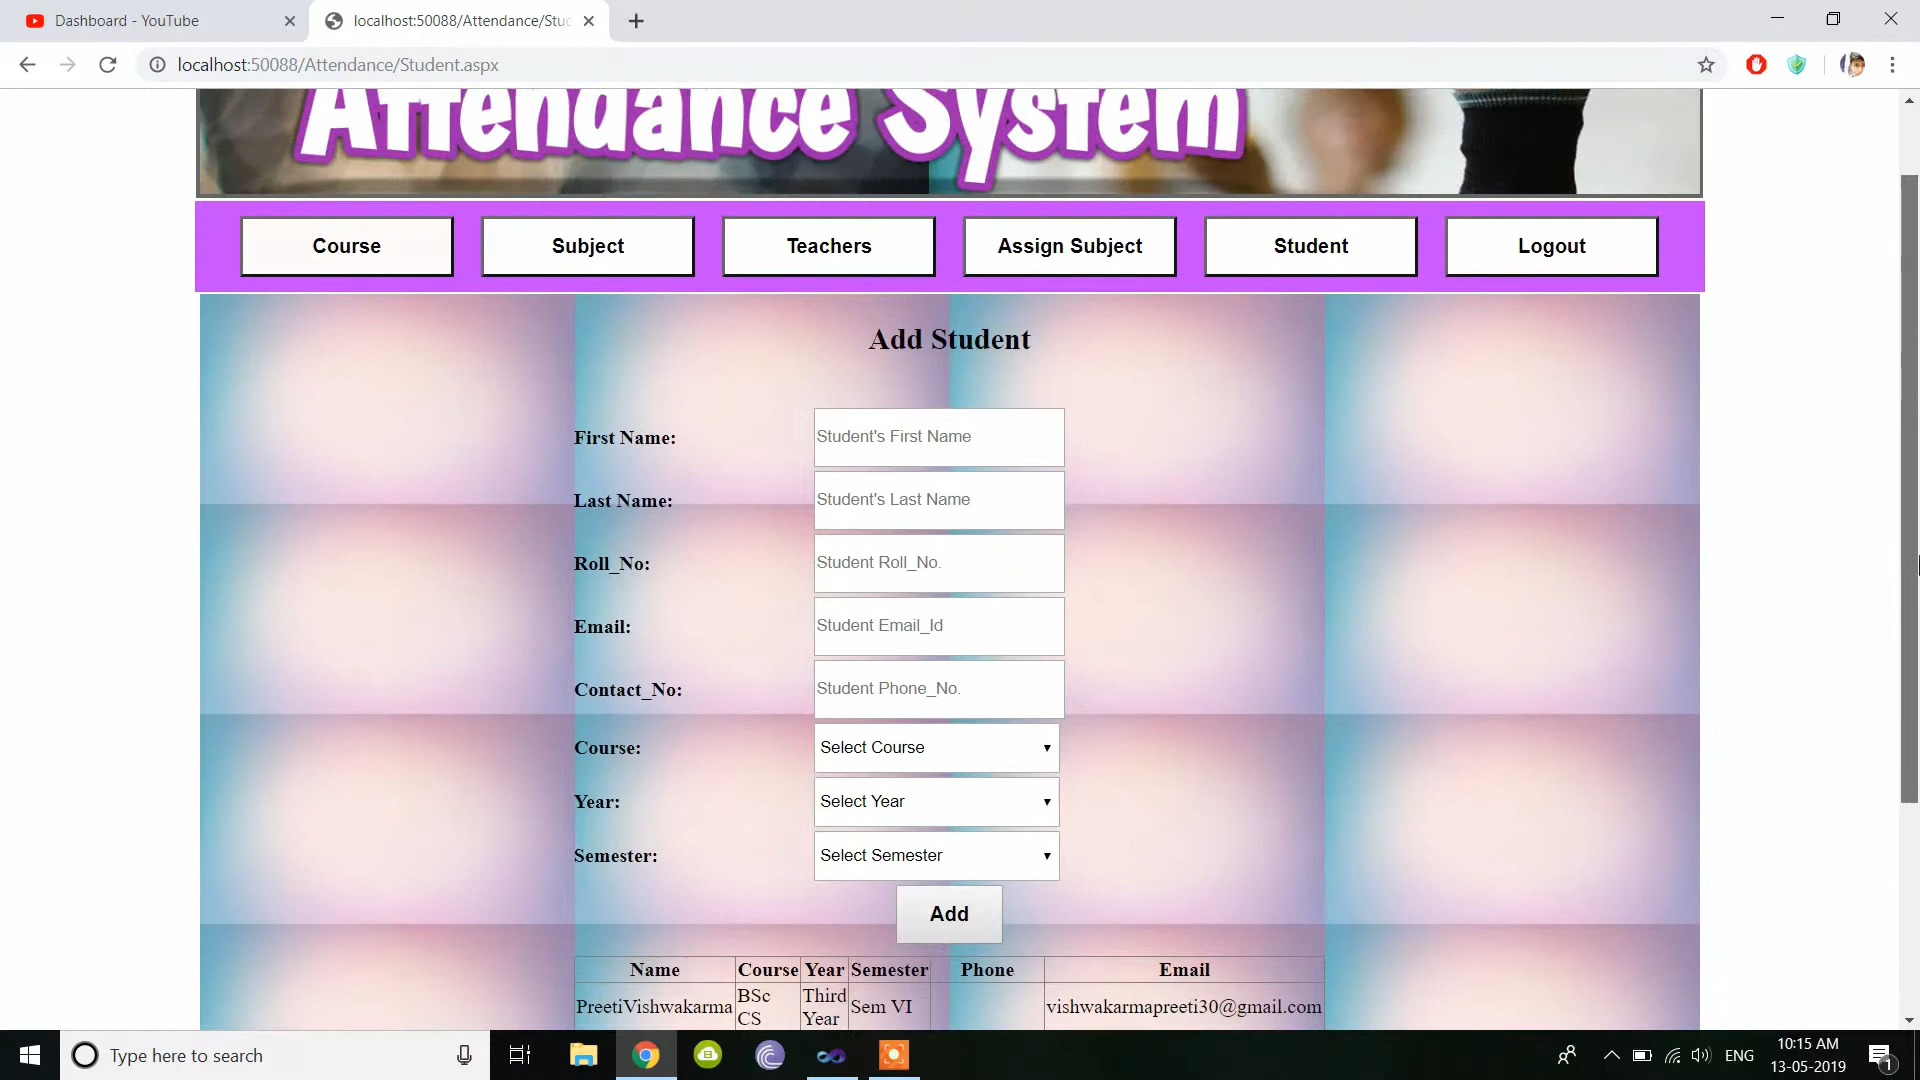 Dashboard - YouTube
localhost:50088/Attendance/Stud
localhost:50088/Attendance/Student.aspx
Attendance System
Course
Subject
Teachers
Assign Subject
Student
Logout
Add Student
First Name:
Student's First Name
Last Name:
Student's Last Name
Roll_No:
Student Roll_No.
Email:
Student Email_Id
Contact_No:
Student Phone_No.
Course:
Select Course
Year:
Select Year
Semester:
Select Semester
Add
Name Course Year Semester Phone Email
PreetiVishwakarma BSc CS Third Year Sem VI vishwakarmapreeti30@gmail.com
Type here to search
ENG
10:15 AM
13-05-2019
1